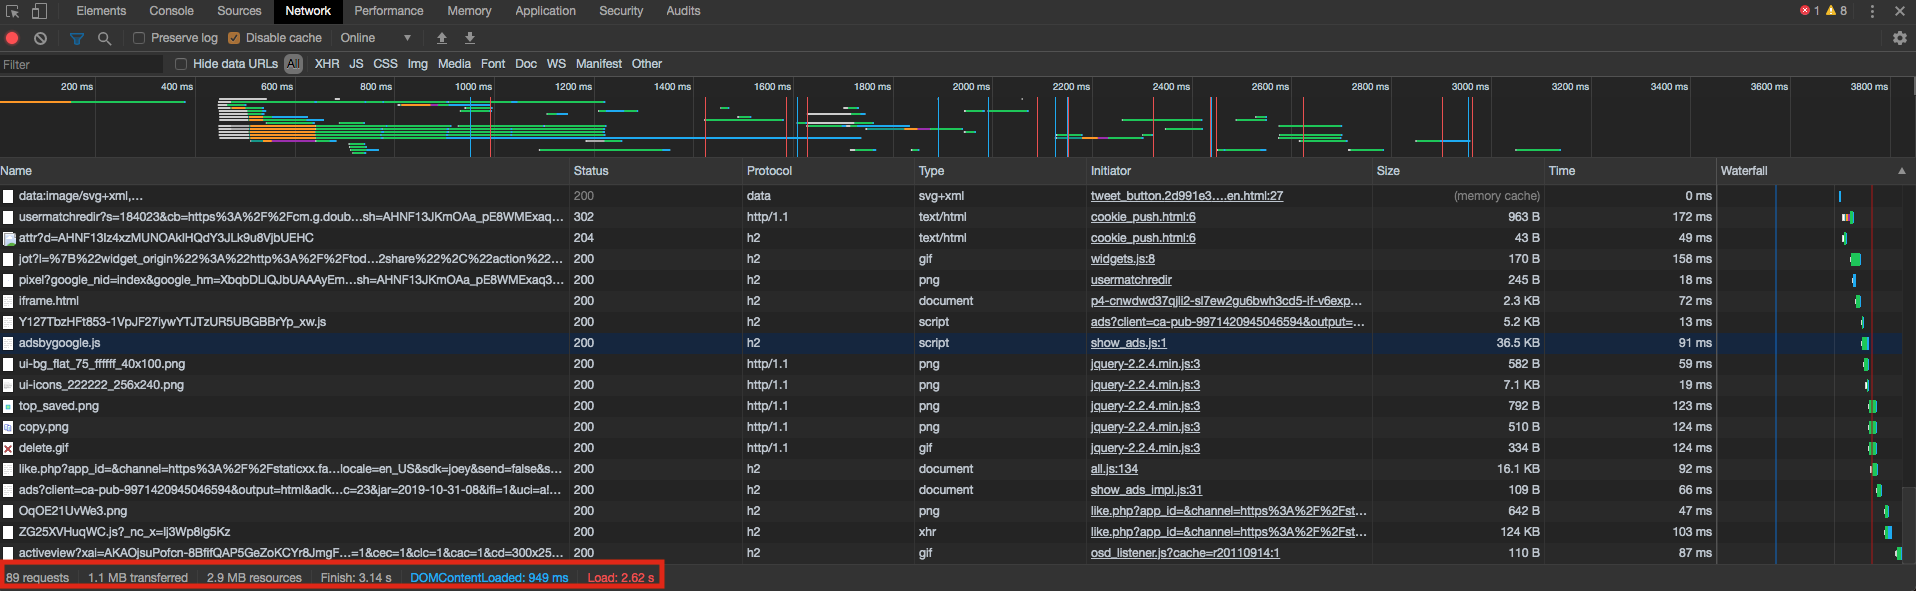 Elements Console Sources Network Performance Memory Application Security Audits 1 8
Preserve log Disable cache Online
Filter Hide data URLs All XHR JS CSS Img Media Font Doc WS Manifest Other
200 ms 400 ms 600 ms 800 ms 1000 ms 1200 ms 1400 ms 1600 ms 1800 ms 2000 ms 2200 ms 2400 ms 2600 ms 2800 ms 3000 ms 3200 ms 3400 ms 3600 ms 3800 ms
Name Status Protocol Type Initiator Size Time Waterfall
data:image/svg+xml,... 200 data svg+xml tweet_button.2d991e3....en.html:27 (memory cache) 0 ms
usermatchredir?s=184023&cb=https%3A%2F%2Fcm.g.doub...sh=AHNF13JKmOAa_pE8WMExaq... 302 http/1.1 text/html cookie_push.html:6 963 B 172 ms
attr?d=AHNF13Iz4xzMUNOAkIHQdY3JLk9u8VjbUEHC 204 h2 text/html cookie_push.html:6 43 B 49 ms
jot?l=%7B%22widget_origin%22%3A%22http%3A%2F%2Ftod...2share%22%2C%22action%22... 200 h2 gif widgets.js:8 170 B 158 ms
pixel?google_nid=index&google_hm=XbqbDLlQJbUAAAyEm...sh=AHNF13JKmOAa_pE8WMExaq3... 200 h2 png usermatchredir 245 B 18 ms
iframe.html 200 h2 document p4-cnwdwd37qjli2-sl7ew2gu6bwh3cd5-if-v6exp... 2.3 KB 72 ms
Y127TbzHFt853-1VpJF27iywYTJTzUR5UBGBBrYp_xw.js 200 h2 script ads?client=ca-pub-9971420945046594&output=... 5.2 KB 13 ms
adsbygoogle.js 200 h2 script show_ads.js:1 36.5 KB 91 ms
ui-bg_flat_75_ffffff_40x100.png 200 http/1.1 png jquery-2.2.4.min.js:3 582 B 59 ms
ui-icons_222222_256x240.png 200 http/1.1 png jquery-2.2.4.min.js:3 7.1 KB 19 ms
top_saved.png 200 http/1.1 png jquery-2.2.4.min.js:3 792 B 123 ms
copy.png 200 http/1.1 png jquery-2.2.4.min.js:3 510 B 124 ms
delete.gif 200 http/1.1 gif jquery-2.2.4.min.js:3 334 B 124 ms
like.php?app_id=&channel=https%3A%2F%2Fstaticxx.fa...locale=en_US&sdk=joey&send=false&s... 200 h2 document all.js:134 16.1 KB 92 ms
ads?client=ca-pub-9971420945046594&output=html&adk...c=23&jar=2019-10-31-08&ifi=1&uci=a!... 200 h2 document show_ads_impl.js:31 109 B 66 ms
OqOE21UvWe3.png 200 h2 png like.php?app_id=&channel=https%3A%2F%2Fst... 642 B 47 ms
ZG25XVHuqWC.js?_nc_x=Ij3Wp8lg5Kz 200 h2 xhr like.php?app_id=&channel=https%3A%2F%2Fst... 124 KB 103 ms
activeview?xai=AKAOjsuPofcn-8BfifQAP5GeZoKCYr8JmgF...=1&cec=1&clc=1&cac=1&cd=300x25... 200 h2 gif osd_listener.js?cache=r20110914:1 110 B 87 ms
89 requests 1.1 MB transferred 2.9 MB resources Finish: 3.14 s DOMContentLoaded: 949 ms Load: 2.62 s